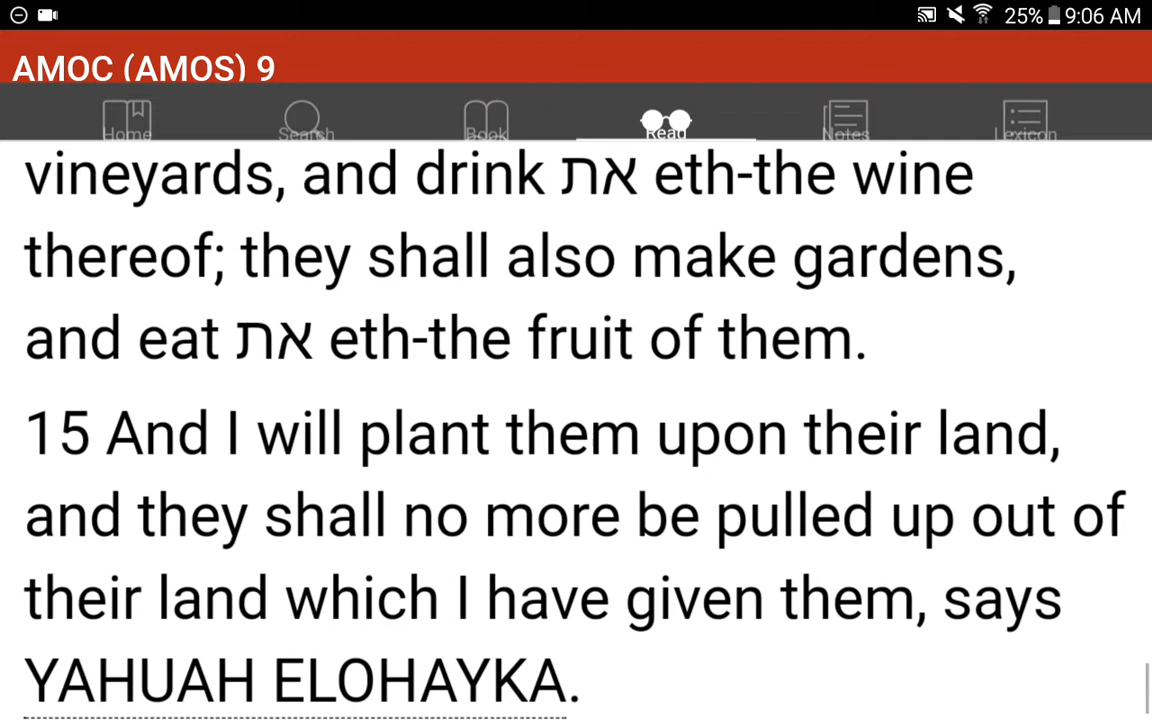 25% 9:06 AM
AMOC (AMOS) 9
Home Search Book Read Notes Lexicon
vineyards, and drink את eth-the wine
thereof; they shall also make gardens,
and eat את eth-the fruit of them.
15 And I will plant them upon their land,
and they shall no more be pulled up out of
their land which I have given them, says
YAHUAH ELOHAYKA.